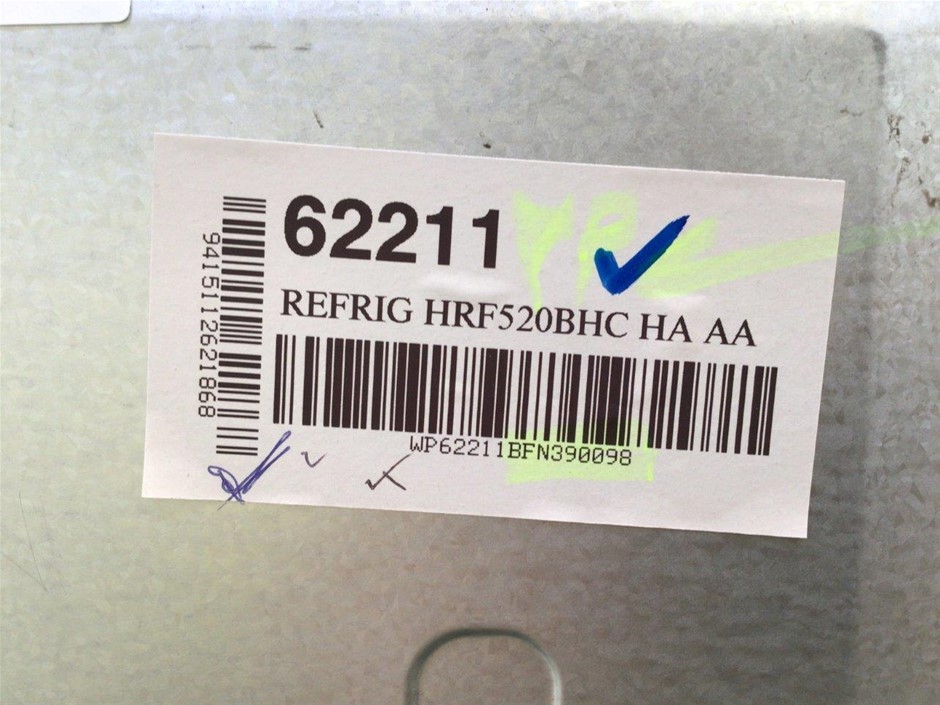 62211
REFRIG HRF520BHC HA AA
WP62211BFN390098
9415112621868